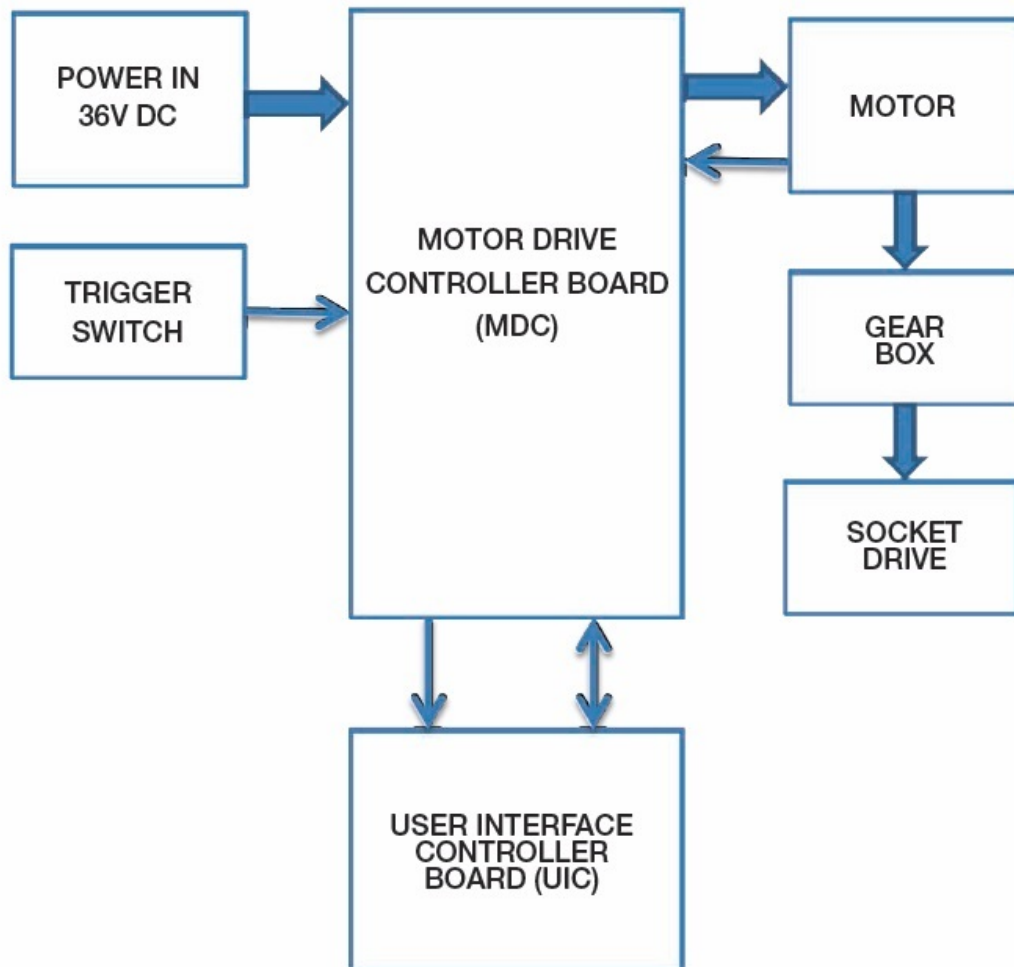 POWER IN
36V DC
TRIGGER
SWITCH
MOTOR DRIVE
CONTROLLER BOARD
(MDC)
MOTOR
GEAR
BOX
SOCKET
DRIVE
USER INTERFACE
CONTROLLER
BOARD (UIC)